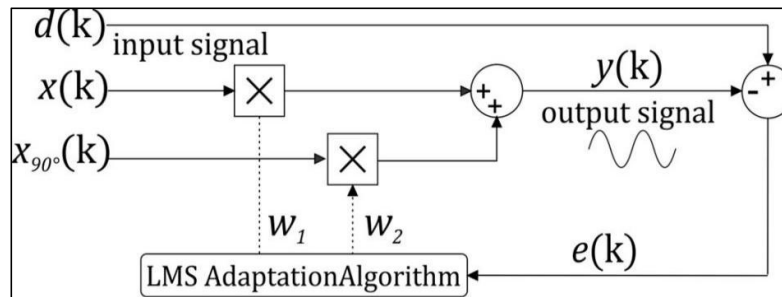 d(k)
input signal
x(k)
×
+
+
y(k)
- +
output signal
x90°(k)
×
w1
w2
e(k)
LMS AdaptationAlgorithm